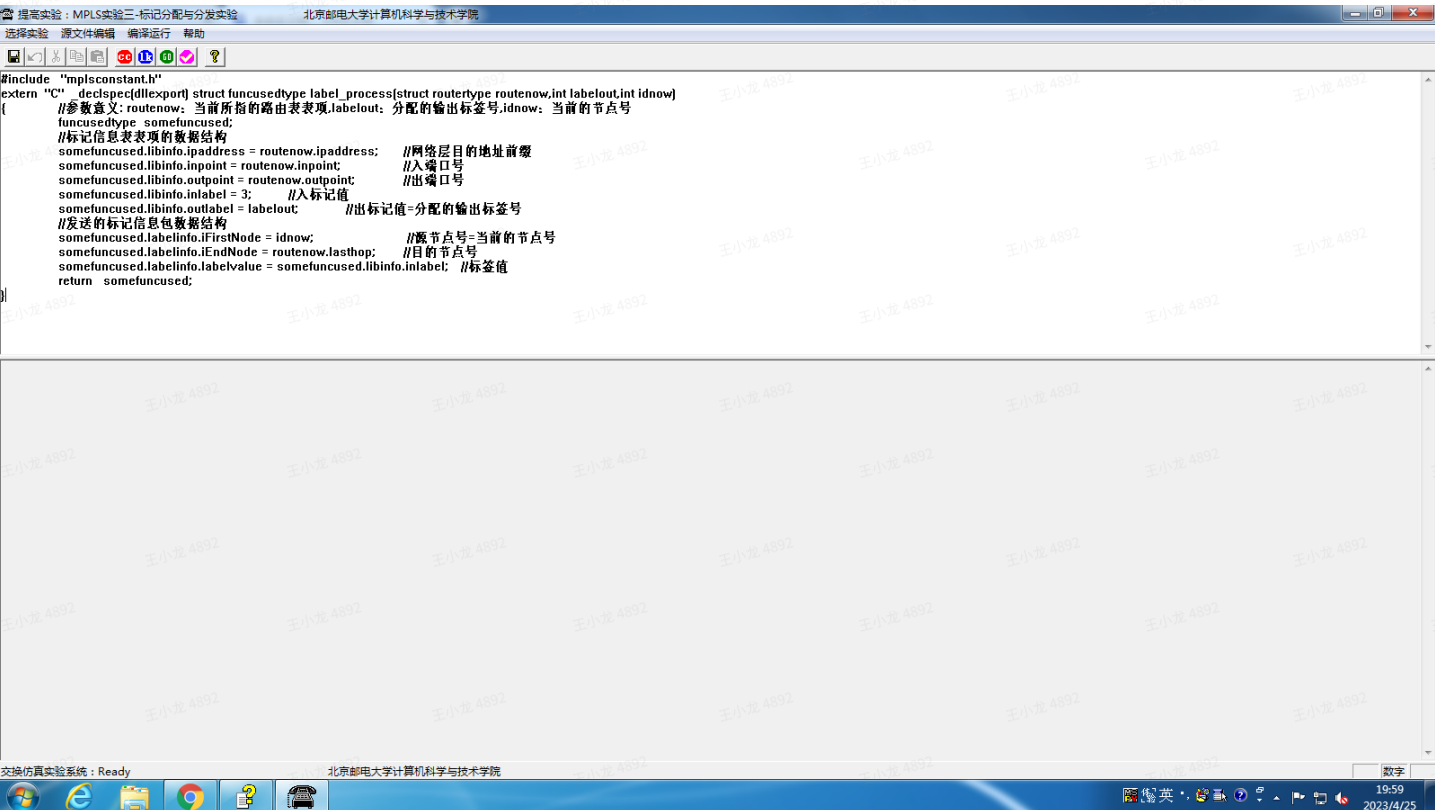 提高实验：MPLS实验三-标记分配与分发实验 北京邮电大学计算机科学与技术学院
选择实验 源文件编辑 编译运行 帮助
#include "mplsconstant.h"
extern "C" _declspec(dllexport) struct funcusedtype label_process(struct routertype routenow,int labelout,int idnow)
{ //参数意义: routenow：当前所指的路由表表项,labelout：分配的输出标签号,idnow：当前的节点号
funcusedtype somefuncused;
//标记信息表表项的数据结构
somefuncused.libinfo.ipaddress = routenow.ipaddress; //网络层目的地址前缀
somefuncused.libinfo.inpoint = routenow.inpoint; //入端口号
somefuncused.libinfo.outpoint = routenow.outpoint; //出端口号
somefuncused.libinfo.inlabel = 3; //入标记值
somefuncused.libinfo.outlabel = labelout; //出标记值=分配的输出标签号
//发送的标记信息包数据结构
somefuncused.labelinfo.iFirstNode = idnow; //源节点号=当前的节点号
somefuncused.labelinfo.iEndNode = routenow.lasthop; //目的节点号
somefuncused.labelinfo.labelvalue = somefuncused.libinfo.inlabel; //标签值
return somefuncused;
}
王小龙 4892
交换仿真实验系统：Ready 北京邮电大学计算机科学与技术学院 数字
英 19:59
2023/4/25